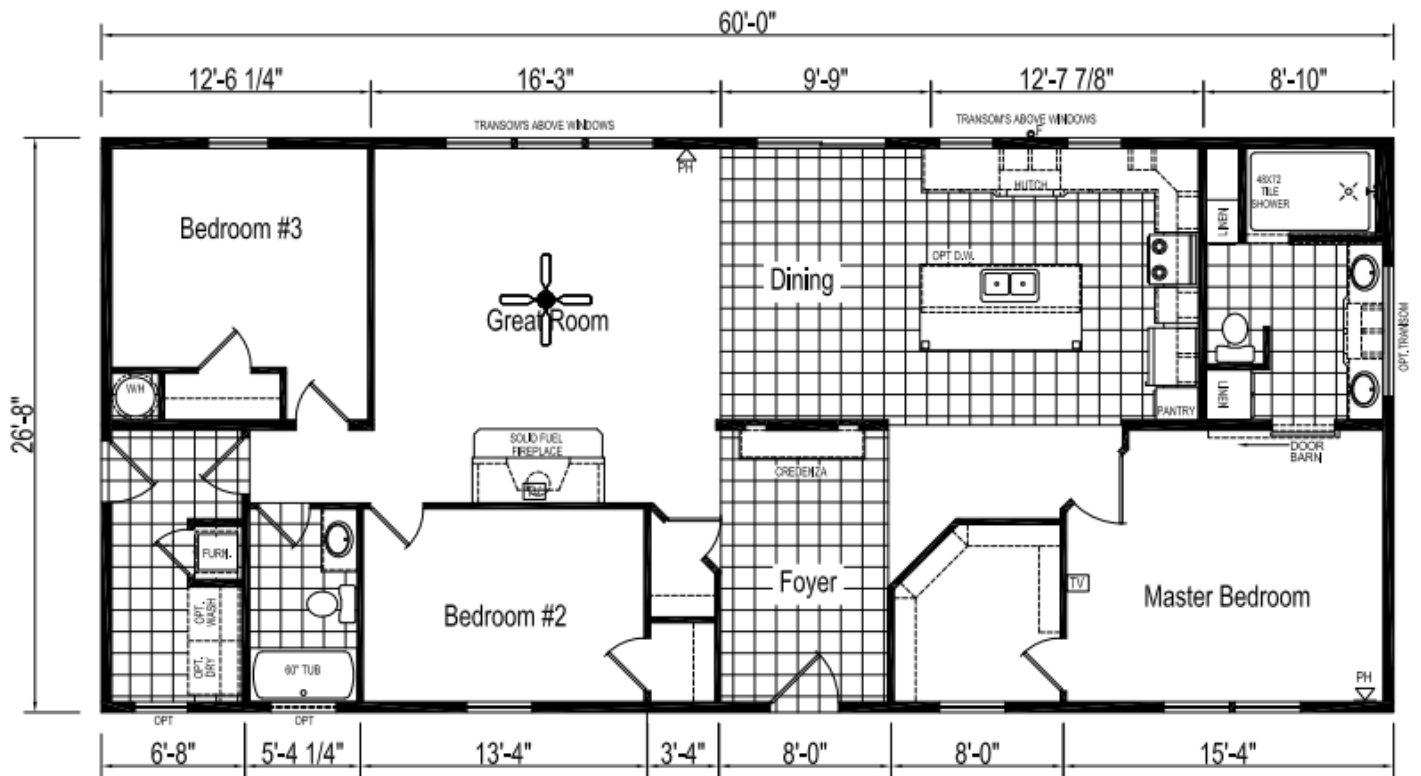 60'-0"
12'-6 1/4" 16'-3" 9'-9" 12'-7 7/8" 8'-10"
TRANSOM'S ABOVE WINDOWS
TRANSOM'S ABOVE WINDOWS
F
PH
HUTCH
48X72
TILE
SHOWER
LINEN
Bedroom #3
OPT D.W.
Dining
Great Room
OPT. TRANSOM
W/H
LINEN
PANTRY
26'-8"
SOLID FUEL
FIREPLACE
TV
CREDENZA
DOOR
BARN
FURN.
Foyer
TV
Master Bedroom
OPT.
WASH
Bedroom #2
OPT.
DRY
60" TUB
PH
OPT
OPT
6'-8" 5'-4 1/4" 13'-4" 3'-4" 8'-0" 8'-0" 15'-4"